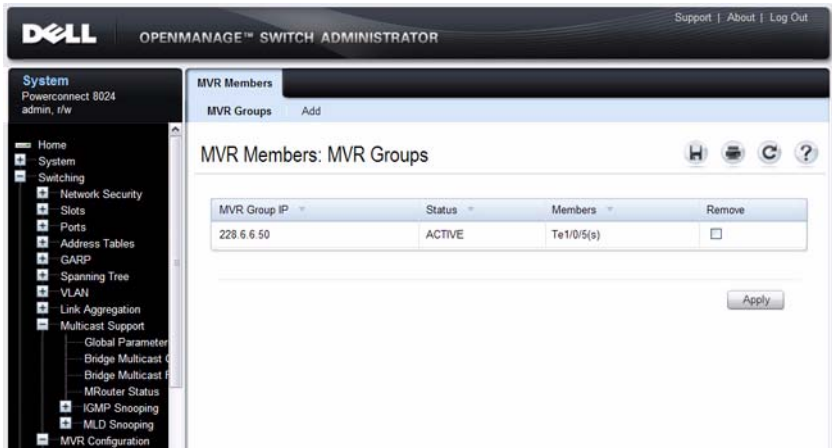 Support | About | Log Out
DELL OPENMANAGE™ SWITCH ADMINISTRATOR
System
Powerconnect 8024
admin, r/w
Home
System
Switching
Network Security
Slots
Ports
Address Tables
GARP
Spanning Tree
VLAN
Link Aggregation
Multicast Support
Global Parameter
Bridge Multicast
Bridge Multicast
MRouter Status
IGMP Snooping
MLD Snooping
MVR Configuration
MVR Members
MVR Groups Add
MVR Members: MVR Groups
?
MVR Group IP Status Members Remove
228.6.6.50 ACTIVE Te1/0/5(s)
Apply